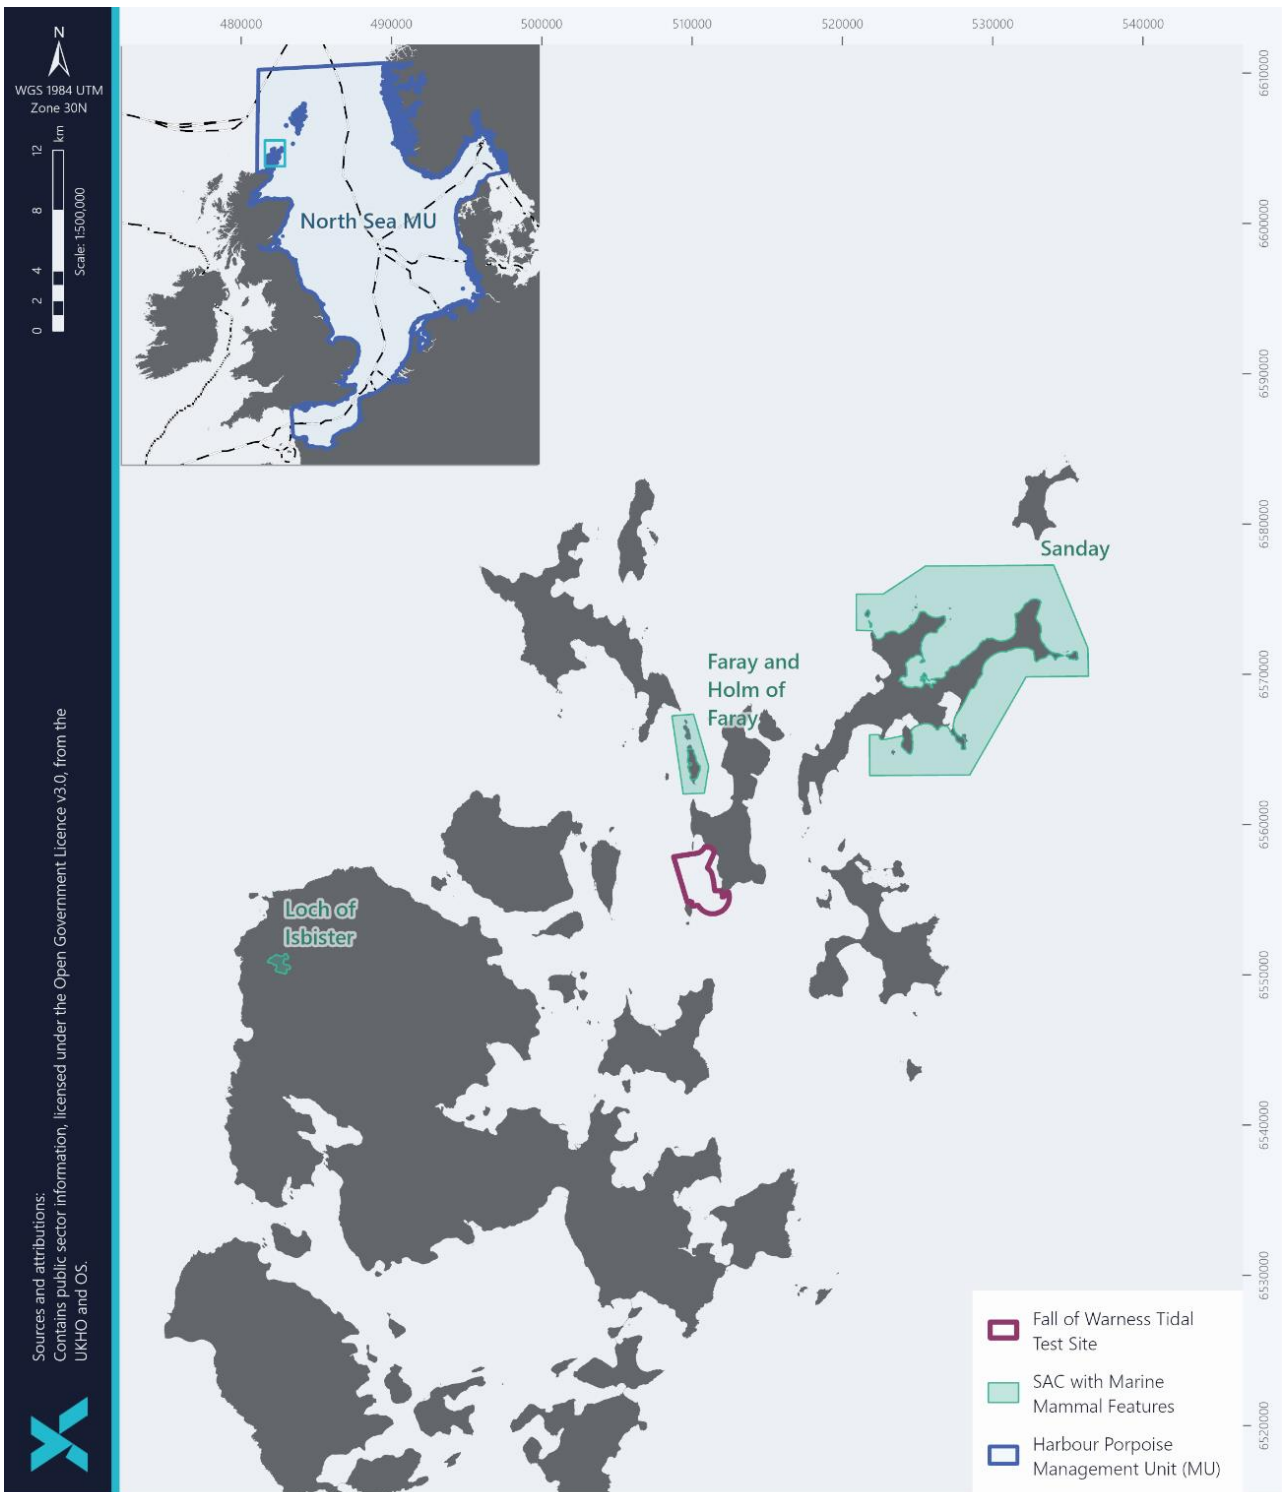 480000
490000
500000
510000
520000
530000
540000
N
WGS 1984 UTM
Zone 30N
km
12
8
4
2
0
Scale: 1:500,000
North Sea MU
6610000
6600000
6590000
6580000
6570000
6560000
6550000
6540000
6530000
6520000
Sanday
Faray and
Holm of
Faray
Loch of
Isbister
Sources and attributions:
Contains public sector information, licensed under the Open Government Licence v3.0, from the
UKHO and OS.
Fall of Warness Tidal
Test Site
SAC with Marine
Mammal Features
Harbour Porpoise
Management Unit (MU)